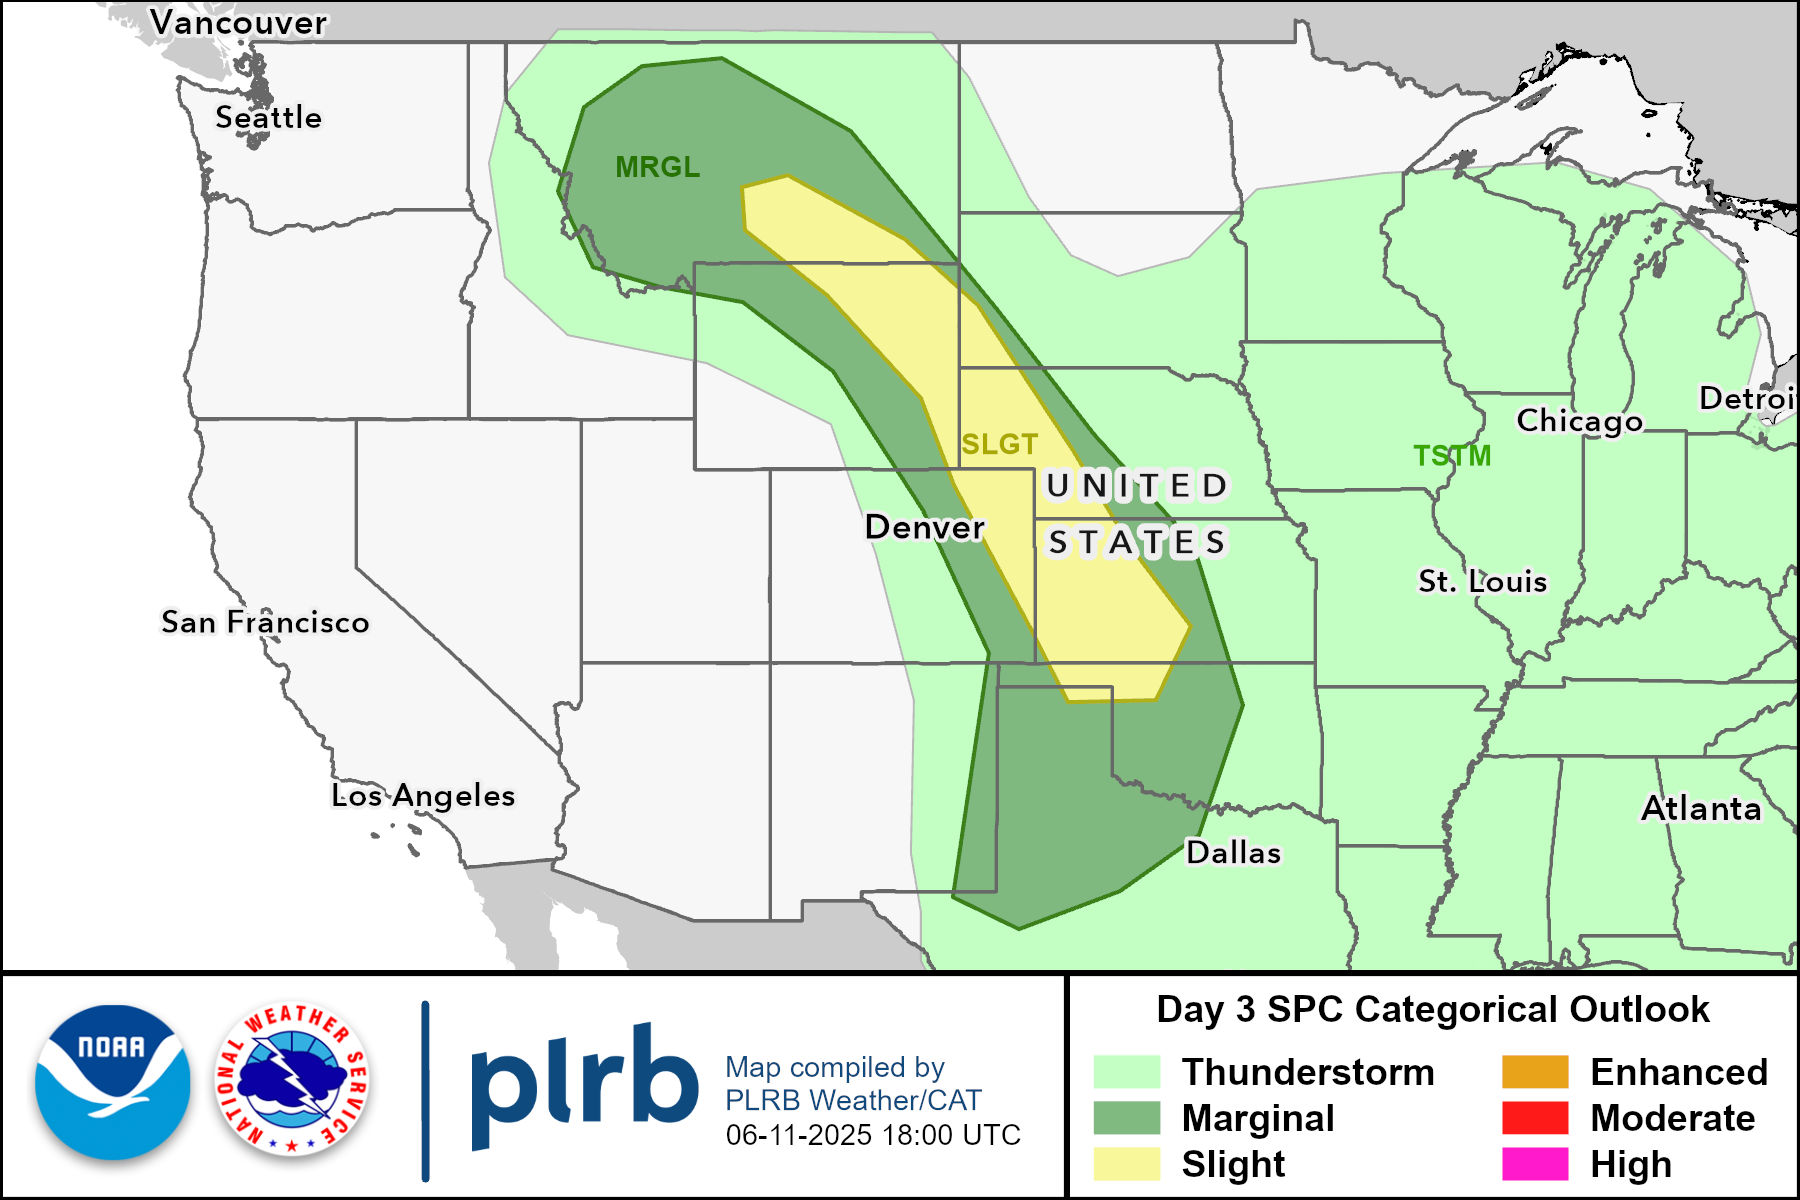 Vancouver
Seattle
MRGL
Detroi
Chicago
SLGT
TSTM
UNITED
Denver
STATES
St. Louis
San Francisco
Los Angeles
Atlanta
Dallas
NOAA
NATIONAL WEATHER SERVICE
plrb
Map compiled by
PLRB Weather/CAT
06-11-2025 18:00 UTC
Day 3 SPC Categorical Outlook
Thunderstorm
Marginal
Slight
Enhanced
Moderate
High